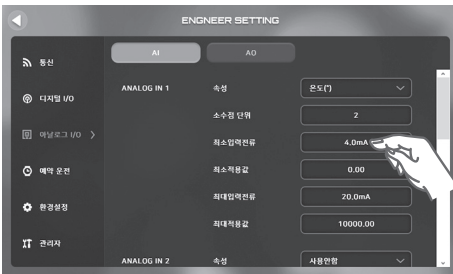 ENGNEER SETTING
통신
디지털 I/O
아날로그 I/O
예약 운전
환경설정
관리자
AI
AO
ANALOG IN 1
속성
온도(°)
소수점 단위
2
최소입력전류
4.0mA
최소적용값
0.00
최대입력전류
20.0mA
최대적용값
10000.00
ANALOG IN 2
속성
사용안함